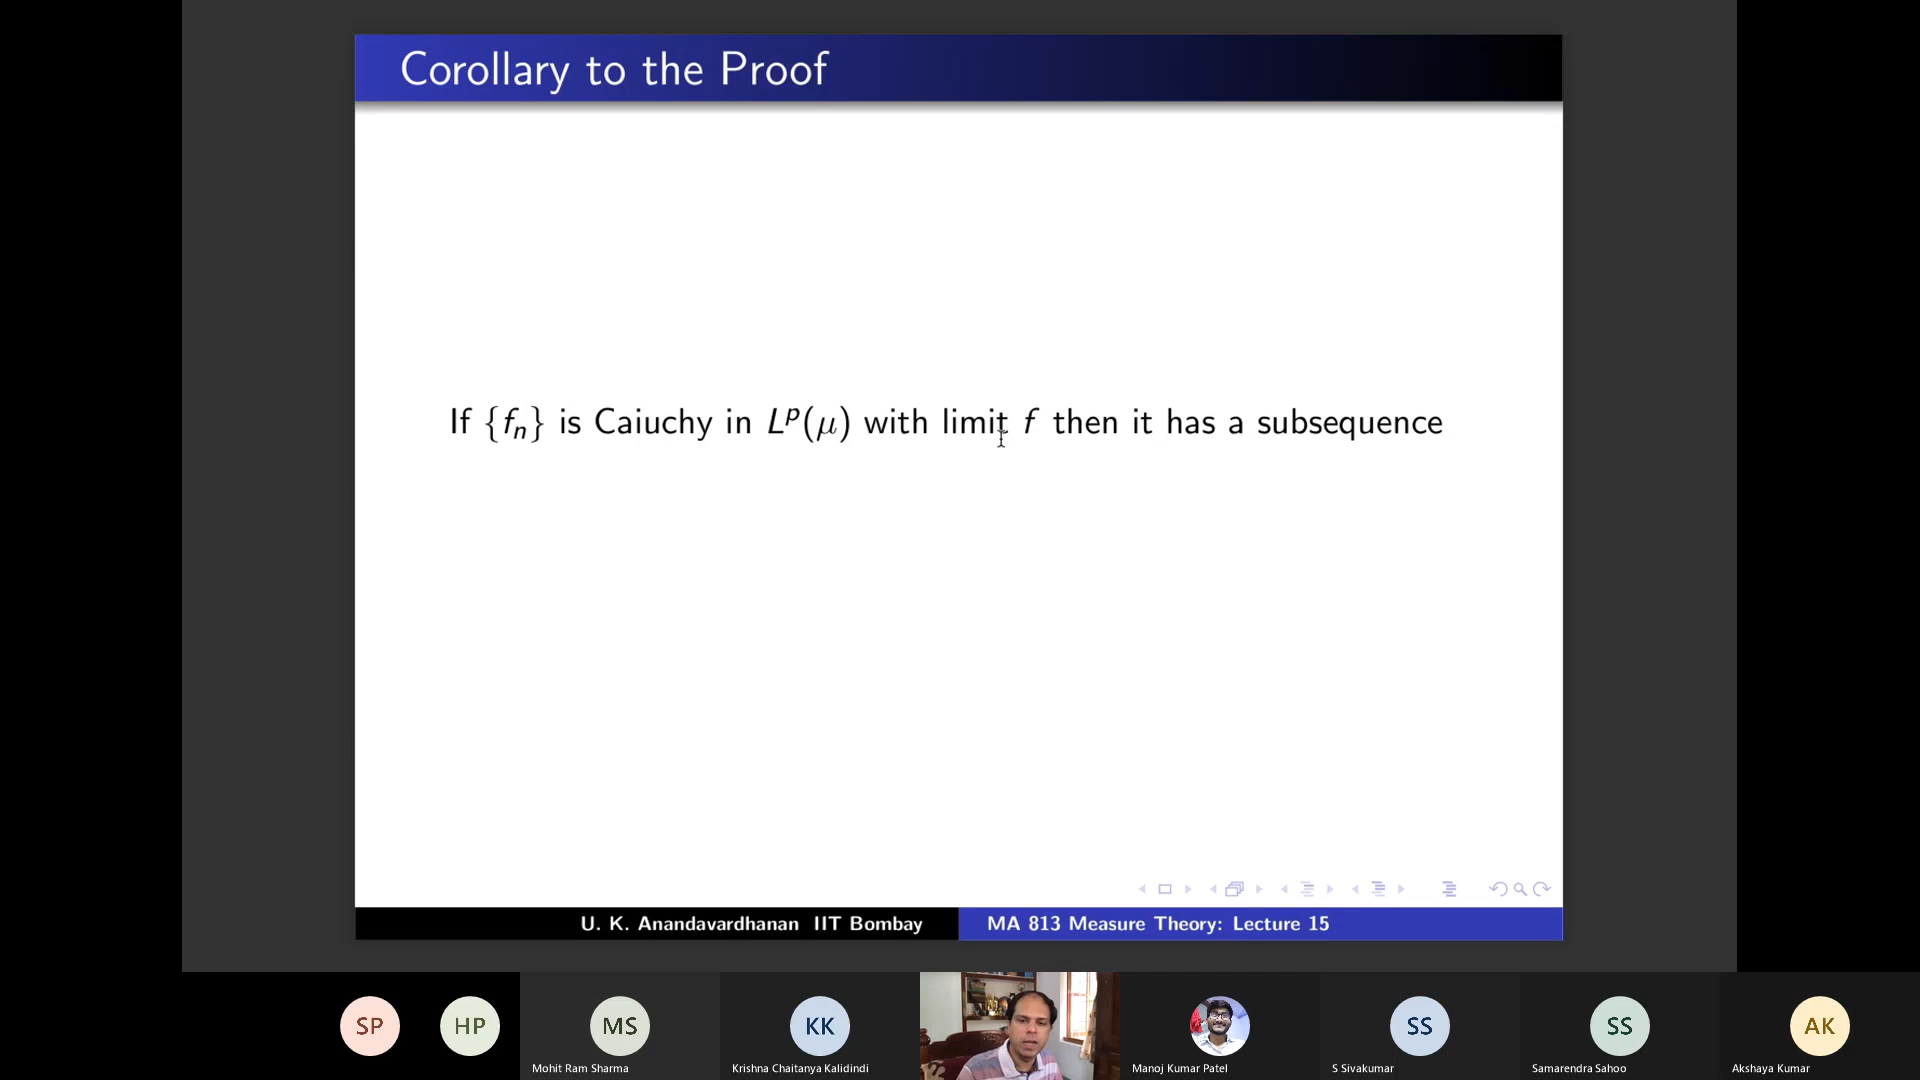 Corollary to the Proof
If {fₙ} is Caiuchy in Lᵖ(μ) with limit f then it has a subsequence
U. K. Anandavardhanan IIT Bombay
MA 813 Measure Theory: Lecture 15
SP
HP
MS
KK
SS
SS
AK
Mohit Ram Sharma
Krishna Chaitanya Kalidindi
Manoj Kumar Patel
S Sivakumar
Samarendra Sahoo
Akshaya Kumar